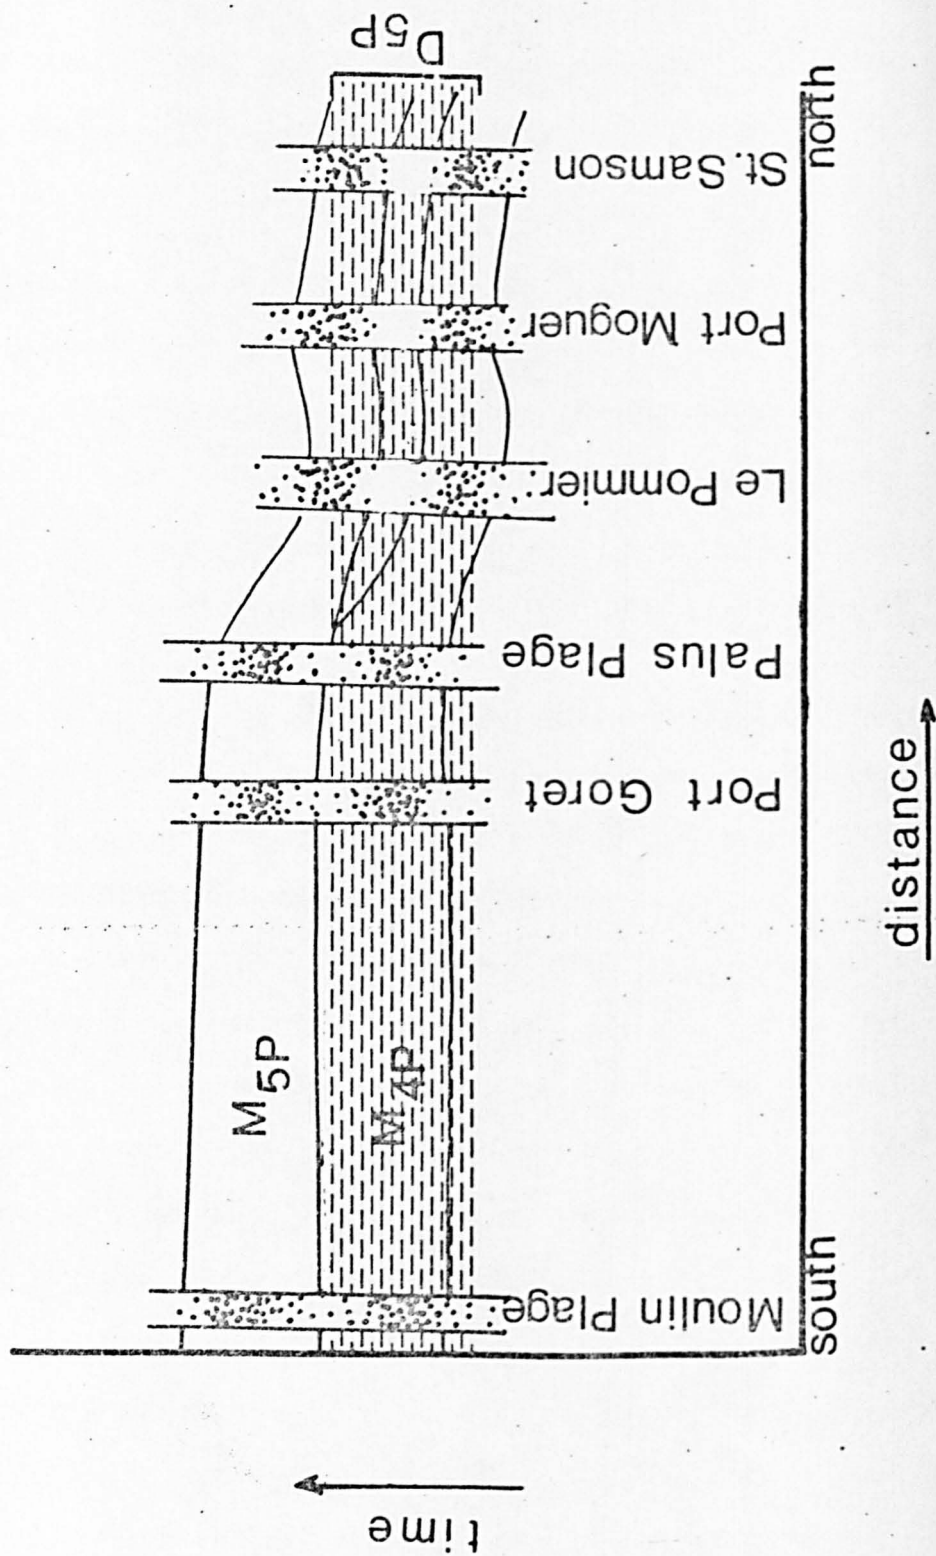 D5P
M5P
M4P
Moulin Plage
Port Goret
Palus Plage
Le Pommier
Port Moguer
St. Samson
south
north
distance
time